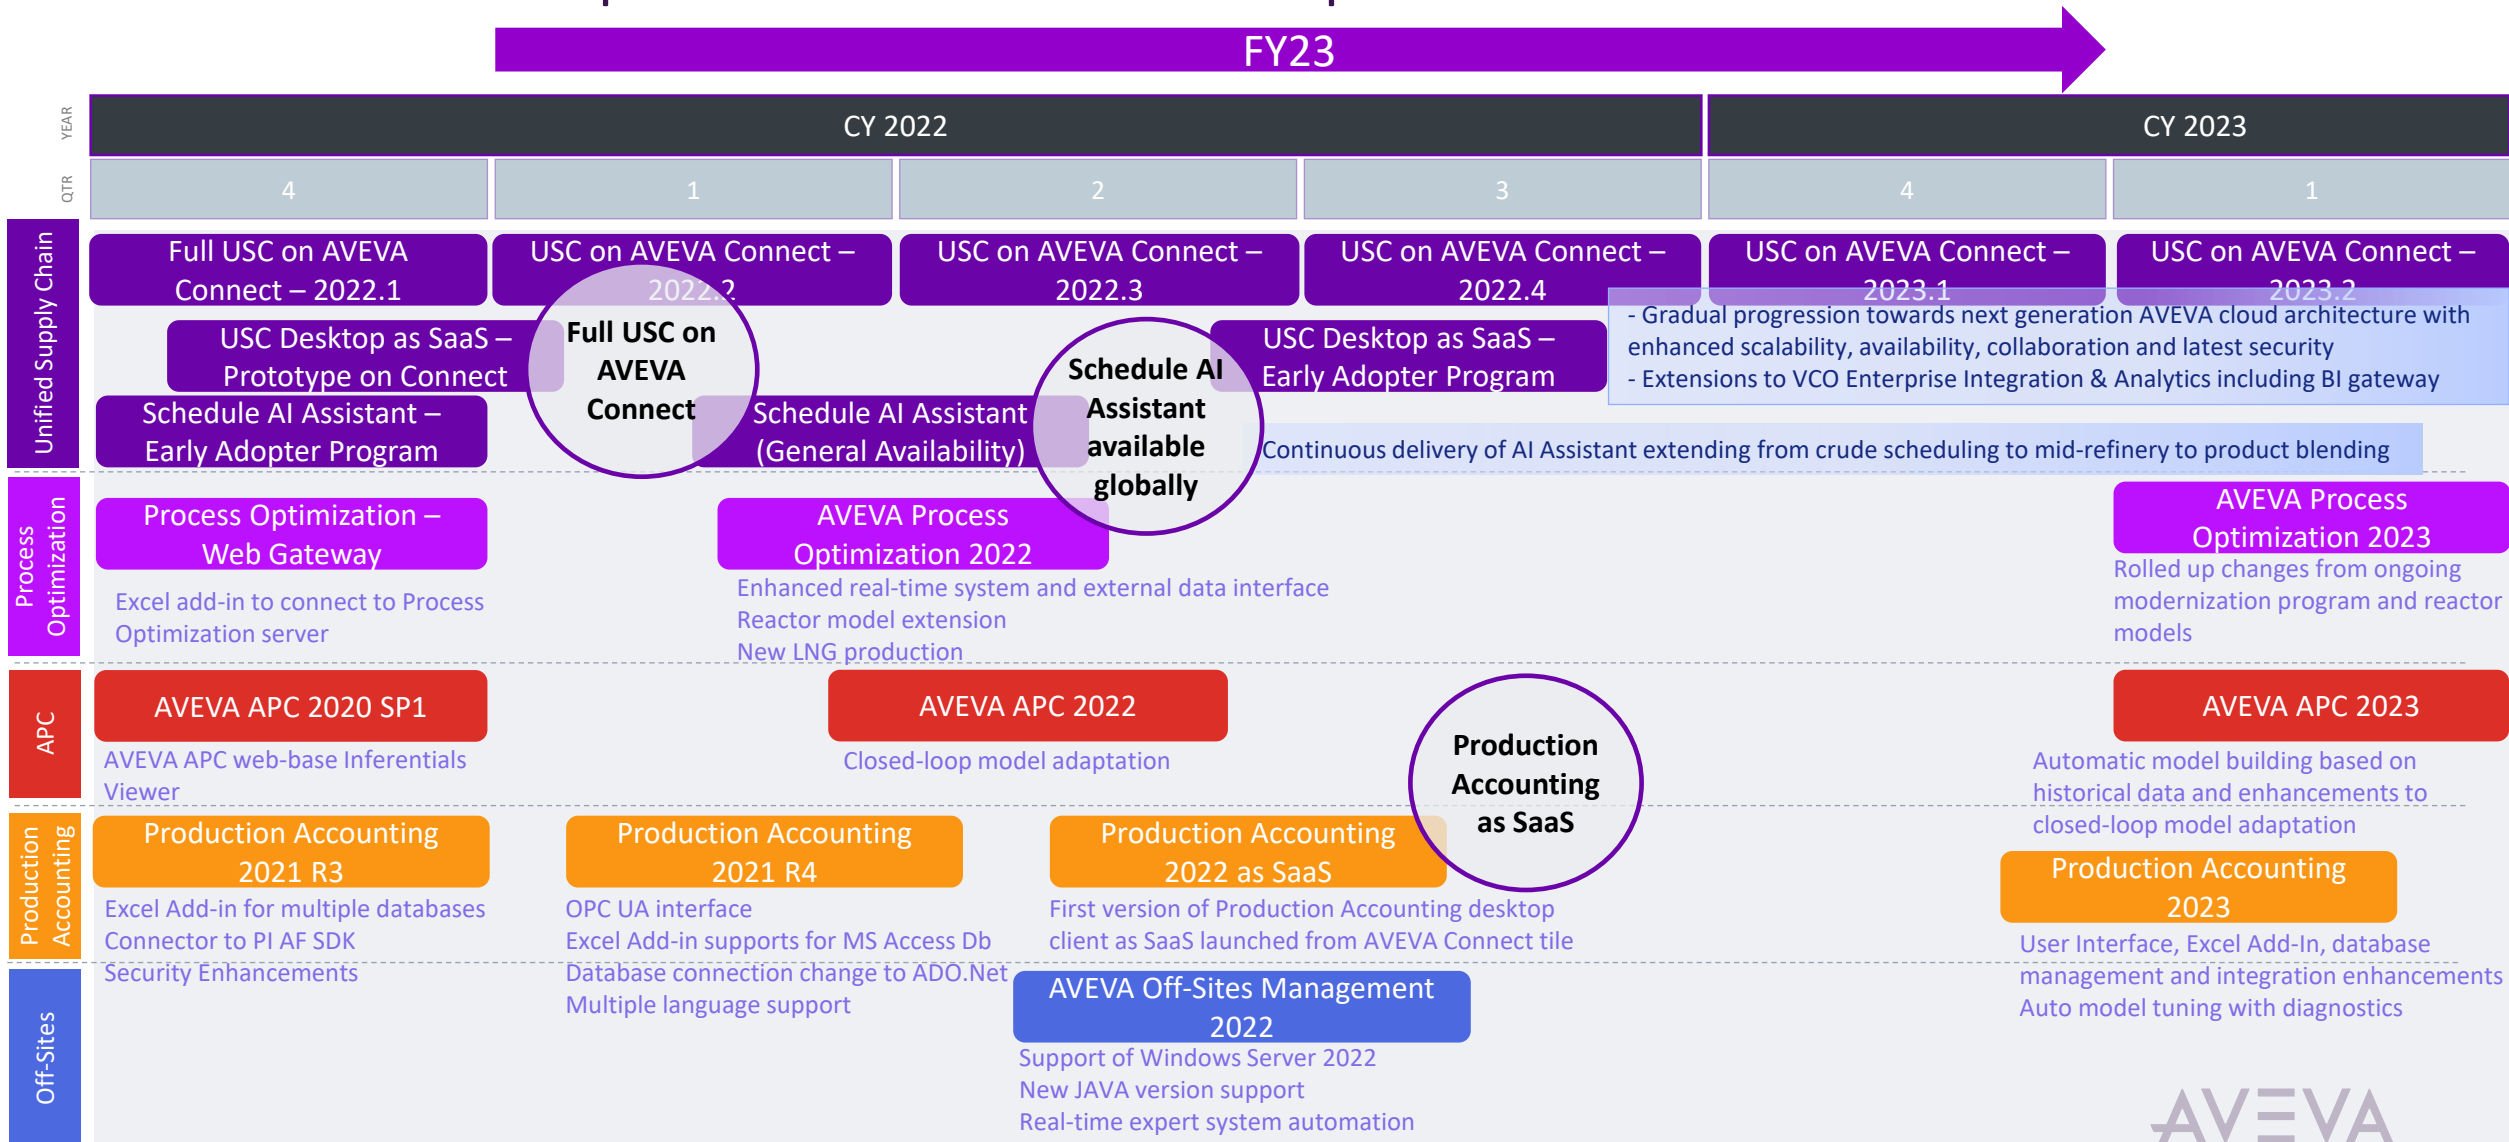 FY23
YEAR
CY 2022
CY 2023
QTR
4
1
2
3
4
1
Unified Supply Chain
Full USC on AVEVA
Connect – 2022.1
USC on AVEVA Connect –
2022.2
USC on AVEVA Connect –
2022.3
USC on AVEVA Connect –
2022.4
USC on AVEVA Connect –
2023.1
USC on AVEVA Connect –
2023.2
USC Desktop as SaaS –
Prototype on Connect
Full USC on
AVEVA
Connect
Schedule AI
Assistant
available
globally
USC Desktop as SaaS –
Early Adopter Program
- Gradual progression towards next generation AVEVA cloud architecture with
enhanced scalability, availability, collaboration and latest security
- Extensions to VCO Enterprise Integration & Analytics including BI gateway
Schedule AI Assistant –
Early Adopter Program
Schedule AI Assistant
(General Availability)
Continuous delivery of AI Assistant extending from crude scheduling to mid-refinery to product blending
Process
Optimization
Process Optimization –
Web Gateway
Excel add-in to connect to Process
Optimization server
AVEVA Process
Optimization 2022
Enhanced real-time system and external data interface
Reactor model extension
New LNG production
AVEVA Process
Optimization 2023
Rolled up changes from ongoing
modernization program and reactor
models
APC
AVEVA APC 2020 SP1
AVEVA APC web-base Inferentials
Viewer
AVEVA APC 2022
Closed-loop model adaptation
Production
Accounting
as SaaS
AVEVA APC 2023
Automatic model building based on
historical data and enhancements to
closed-loop model adaptation
Production
Accounting
Production Accounting
2021 R3
Excel Add-in for multiple databases
Connector to PI AF SDK
Security Enhancements
Production Accounting
2021 R4
OPC UA interface
Excel Add-in supports for MS Access Db
Database connection change to ADO.Net
Multiple language support
Production Accounting
2022 as SaaS
First version of Production Accounting desktop
client as SaaS launched from AVEVA Connect tile
Production Accounting
2023
User Interface, Excel Add-In, database
management and integration enhancements
Auto model tuning with diagnostics
Off-Sites
AVEVA Off-Sites Management
2022
Support of Windows Server 2022
New JAVA version support
Real-time expert system automation
AVEVA